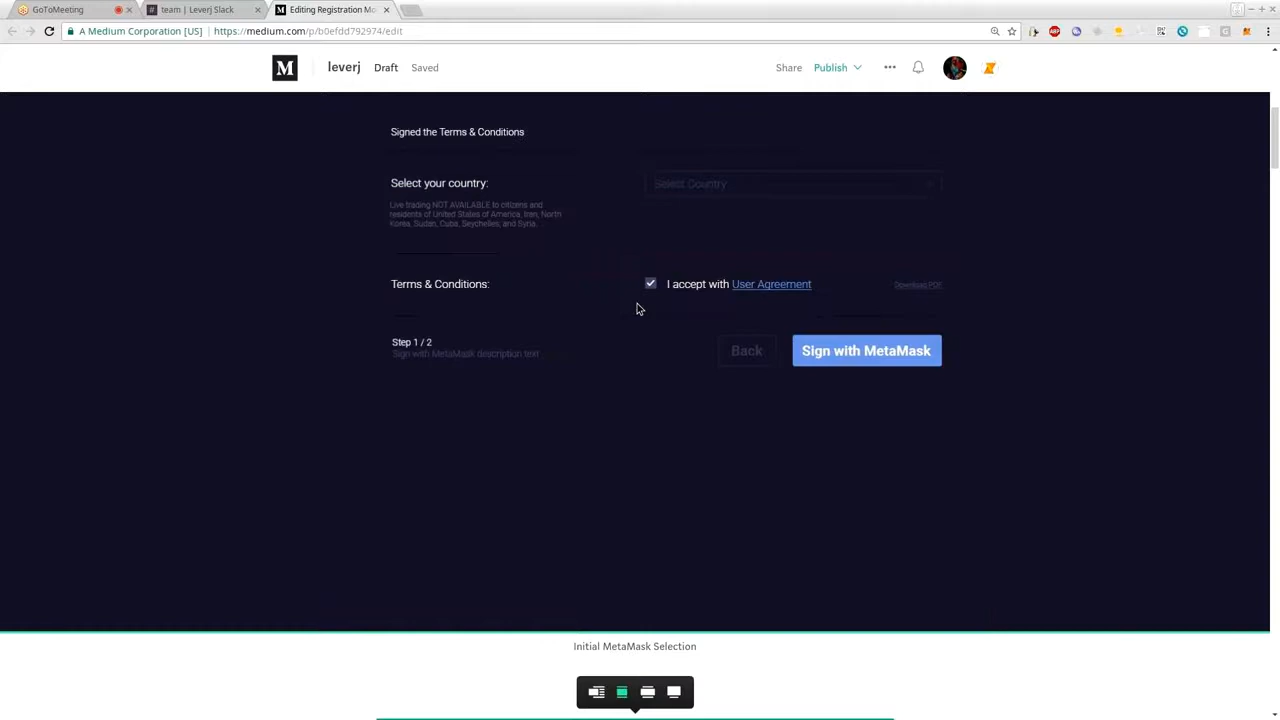 GoToMeeting
team | Leverj Slack
Editing Registration Mo
A Medium Corporation [US]
https://medium.com/p/b0efdd792974/edit
M
leverj
Draft
Saved
Share
Publish
Signed the Terms & Conditions
Select your country:
Select Country
Live trading NOT AVAILABLE to citizens and
residents of United States of America, Iran, North
Korea, Sudan, Cuba, Seychelles, and Syria.
Terms & Conditions:
I accept with User Agreement
Download PDF
Step 1 / 2
Sign with MetaMask description text
Back
Sign with MetaMask
Initial MetaMask Selection